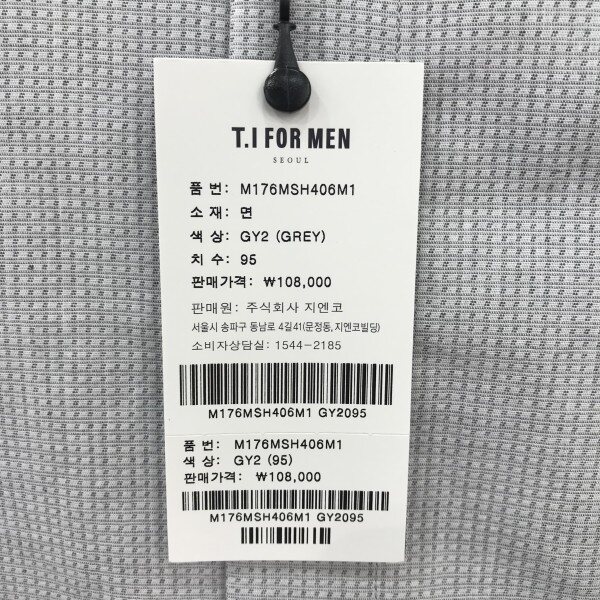 T.I FOR MEN
SEOUL
품 번: M176MSH406M1
소 재: 면
색 상: GY2 (GREY)
치 수: 95
판매가격: ₩108,000
판매원: 주식회사 지엔코
서울시 송파구 동남로 4길41(문정동,지엔코빌딩)
소비자상담실: 1544-2185
M176MSH406M1 GY2095
품 번: M176MSH406M1
색 상: GY2 (95)
판매가격: ₩108,000
M176MSH406M1 GY2095